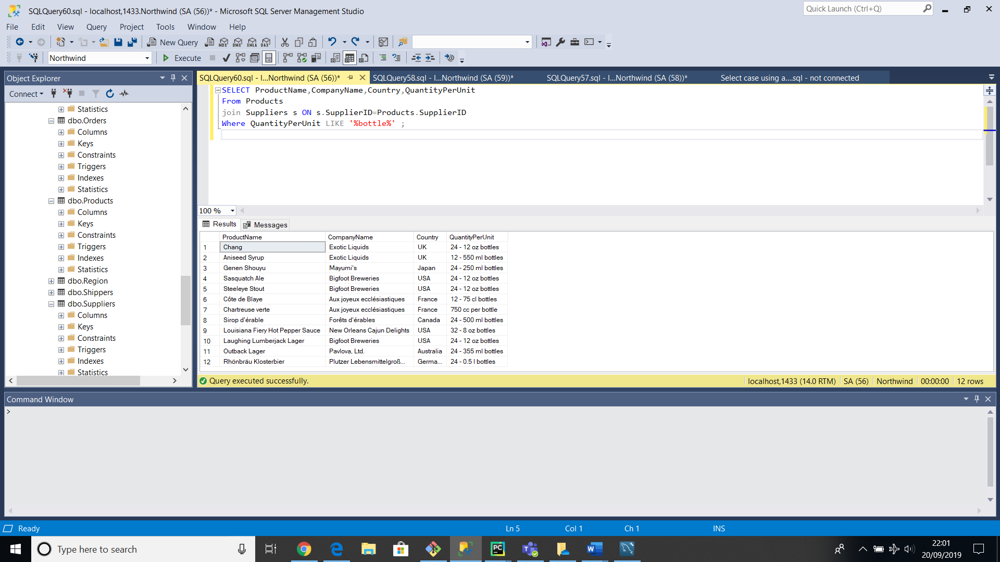 SQLQuery60.sql - localhost,1433.Northwind (SA (56))* - Microsoft SQL Server Management Studio
Quick Launch (Ctrl+Q)
File Edit View Query Project Tools Window Help
New Query MDX DMX XMLA DAX
Northwind Execute
Object Explorer
Connect
Statistics
dbo.Orders
Columns
Keys
Constraints
Triggers
Indexes
Statistics
dbo.Products
Columns
Keys
Constraints
Triggers
Indexes
Statistics
dbo.Region
dbo.Shippers
dbo.Suppliers
Columns
Keys
Constraints
Triggers
Indexes
Statistics
SQLQuery60.sql - l...Northwind (SA (56))* SQLQuery58.sql - l...Northwind (SA (59))* SQLQuery57.sql - l...Northwind (SA (58))* Select case using a....sql - not connected
SELECT ProductName,CompanyName,Country,QuantityPerUnit
From Products
join Suppliers s ON s.SupplierID=Products.SupplierID
Where QuantityPerUnit LIKE '%bottle%' ;
100 %
Results Messages
ProductName CompanyName Country QuantityPerUnit
1 Chang Exotic Liquids UK 24 - 12 oz bottles
2 Aniseed Syrup Exotic Liquids UK 12 - 550 ml bottles
3 Genen Shouyu Mayumi's Japan 24 - 250 ml bottles
4 Sasquatch Ale Bigfoot Breweries USA 24 - 12 oz bottles
5 Steeleye Stout Bigfoot Breweries USA 24 - 12 oz bottles
6 Côte de Blaye Aux joyeux ecclésiastiques France 12 - 75 cl bottles
7 Chartreuse verte Aux joyeux ecclésiastiques France 750 cc per bottle
8 Sirop d'érable Forêts d'érables Canada 24 - 500 ml bottles
9 Louisiana Fiery Hot Pepper Sauce New Orleans Cajun Delights USA 32 - 8 oz bottles
10 Laughing Lumberjack Lager Bigfoot Breweries USA 24 - 12 oz bottles
11 Outback Lager Pavlova, Ltd. Australia 24 - 355 ml bottles
12 Rhönbräu Klosterbier Plutzer Lebensmittelgroß... Germa... 24 - 0.5 l bottles
Query executed successfully. localhost,1433 (14.0 RTM) SA (56) Northwind 00:00:00 12 rows
Command Window
>
Ready Ln 5 Col 1 Ch 1 INS
Type here to search
22:01
20/09/2019